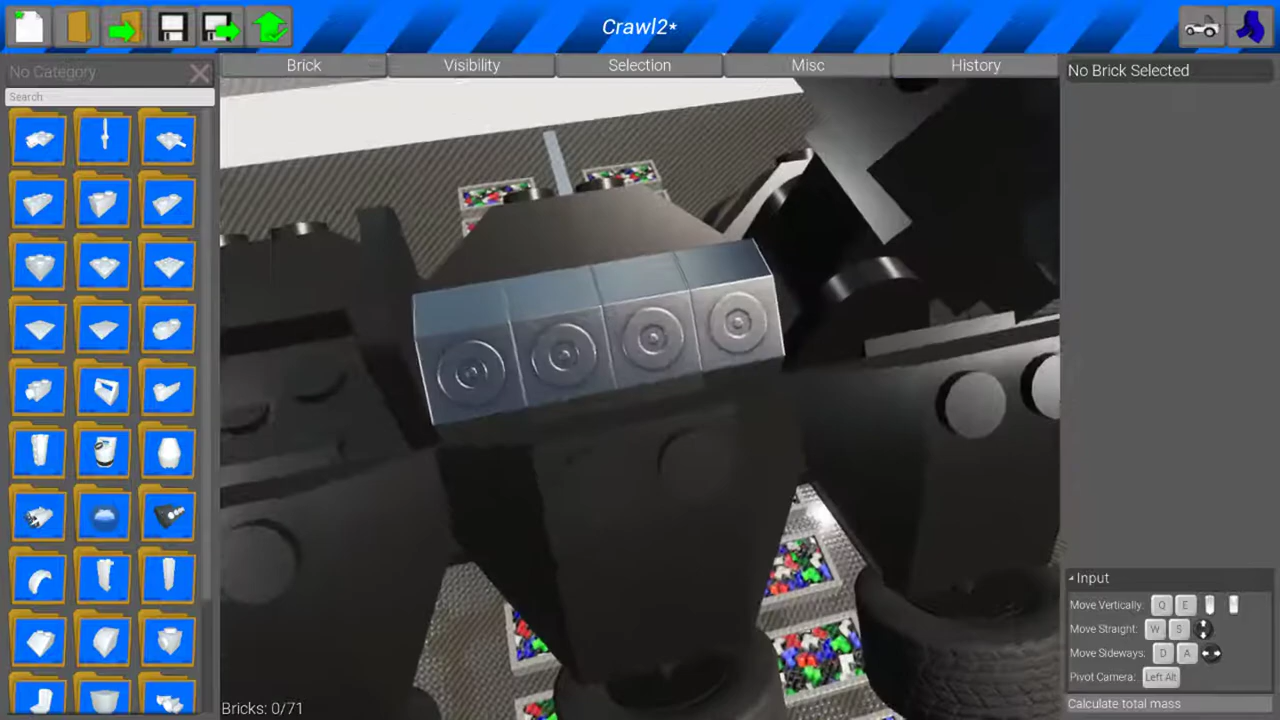 Crawl2*
No Category
Search
Brick
Visibility
Selection
Misc
History
No Brick Selected
Input
Move Vertically: Q E
Move Straight: W S
Move Sideways: D A
Pivot Camera: Left Alt
Calculate total mass
Bricks: 0/71